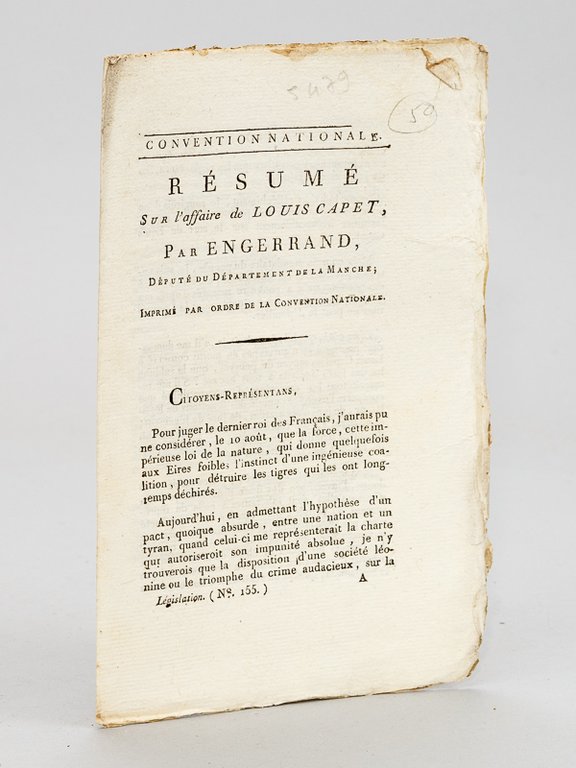 5479
50
CONVENTION NATIONALE.
RÉSUMÉ
SUR l'affaire de LOUIS CAPET,
PAR ENGERRAND,
DÉPUTÉ DU DÉPARTEMENT DE LA MANCHE;
IMPRIMÉ PAR ORDRE DE LA CONVENTION NATIONALE.
CITOYENS-REPRÉSENTANS,
Pour juger le dernier roi des Français, j'aurais pu
ne considérer, le 10 août, que la force, cette im-
périeuse loi de la nature, qui donne quelquefois
aux Eires foibles l'instinct d'une ingénieuse coa-
lition, pour détruire les tigres qui les ont long-
temps déchirés.
Aujourd'hui, en admettant l'hypothèse d'un
pact, quoique absurde, entre une nation et un
tyran, quand celui-ci me représenterait la charte
qui autoriseroit son impunité absolue, je n'y
trouverois que la disposition d'une société léo-
nine ou le triomphe du crime audacieux, sur la
Législation. (Nº. 155.) A